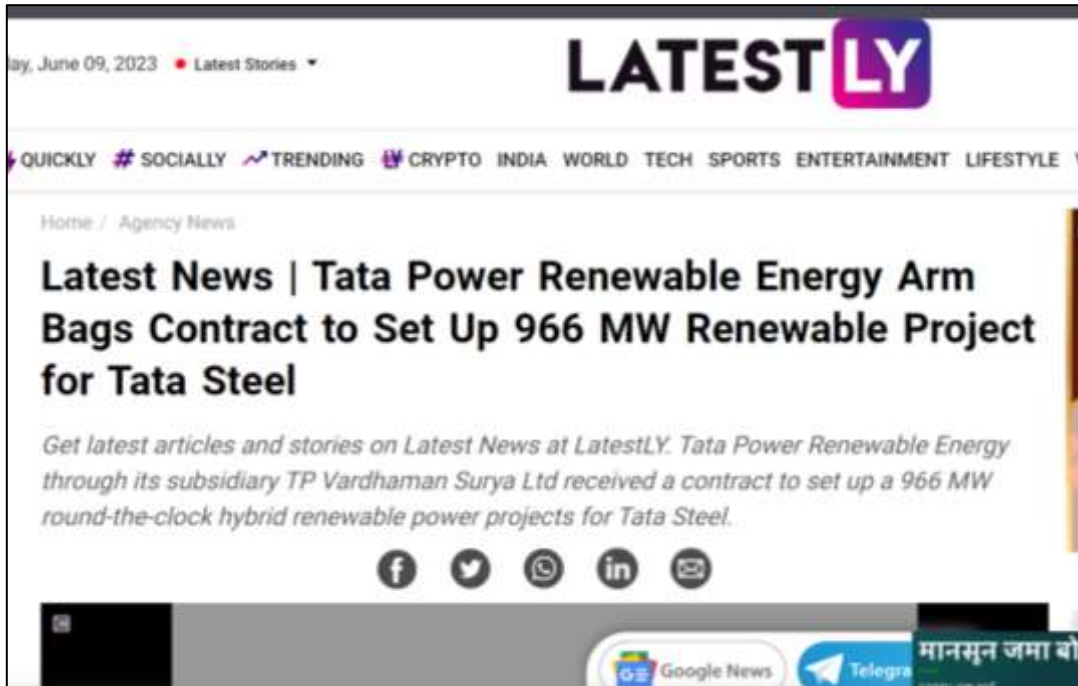 ay, June 09, 2023 Latest Stories
LATESTLY
QUICKLY # SOCIALLY TRENDING LY CRYPTO INDIA WORLD TECH SPORTS ENTERTAINMENT LIFESTYLE
Home / Agency News
Latest News | Tata Power Renewable Energy Arm
Bags Contract to Set Up 966 MW Renewable Project
for Tata Steel
Get latest articles and stories on Latest News at LatestLY. Tata Power Renewable Energy
through its subsidiary TP Vardhaman Surya Ltd received a contract to set up a 966 MW
round-the-clock hybrid renewable power projects for Tata Steel.
Google News Telegra
मानसून जमा बो